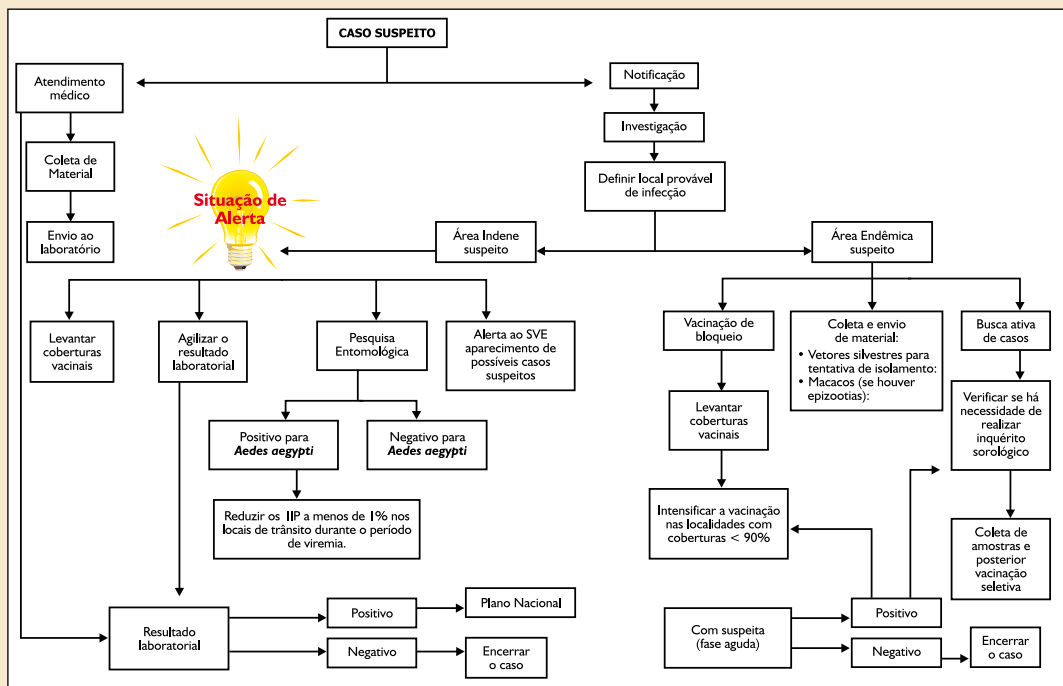 CASO SUSPEITO
Atendimento
médico
Notificação
Investigação
Coleta de
Material
Definir local provável
de infecção
Situação de
Alerta
Envio ao
laboratório
Área Indene
suspeito
Área Endêmica
suspeito
Levantar
coberturas
vacinais
Agilizar o
resultado
laboratorial
Pesquisa
Entomológica
Alerta ao SVE
aparecimento de
possíveis casos
suspeitos
Vacinação de
bloqueio
Coleta e envio
de material:
• Vetores silvestres para
tentativa de isolamento:
• Macacos (se houver
epizootias):
Busca ativa
de casos
Positivo para
Aedes aegypti
Negativo para
Aedes aegypti
Levantar
coberturas
vacinais
Verificar se há
necessidade de
realizar
inquérito
sorológico
Reduzir os IIP a menos de 1% nos
locais de trânsito durante o período
de viremia.
Intensificar a vacinação
nas localidades com
coberturas < 90%
Coleta de
amostras e
posterior
vacinação
seletiva
Resultado
laboratorial
Positivo
Plano Nacional
Negativo
Encerrar
o caso
Com suspeita
(fase aguda)
Positivo
Negativo
Encerrar
o caso